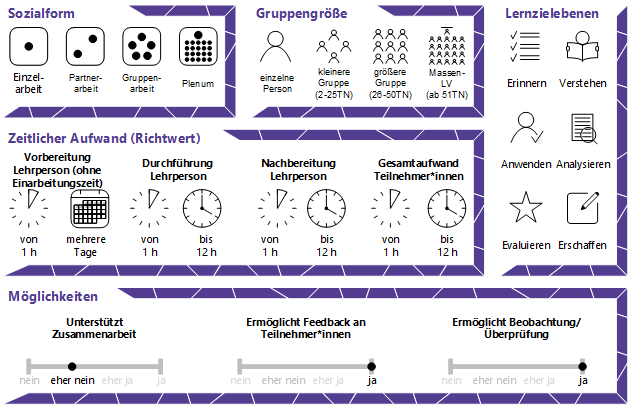 Sozialform
Einzel-
arbeit
Partner-
arbeit
Gruppen-
arbeit
Plenum
Gruppengröße
einzelne
Person
kleinere
Gruppe
(2-25TN)
größere
Gruppe
(26-50TN)
Massen-
LV
(ab 51TN)
Lernzielebenen
Erinnern
Verstehen
Anwenden
Analysieren
Evaluieren
Erschaffen
Zeitlicher Aufwand (Richtwert)
Vorbereitung
Lehrperson (ohne
Einarbeitungszeit)
von
1 h
mehrere
Tage
Durchführung
Lehrperson
von
1 h
bis
12 h
Nachbereitung
Lehrperson
von
1 h
bis
12 h
Gesamtaufwand
Teilnehmer*innen
von
1 h
bis
12 h
Möglichkeiten
Unterstützt
Zusammenarbeit
nein eher nein eher ja Ja
Ermöglicht Feedback an
Teilnehmer*innen
nein eher nein eher ja ja
Ermöglicht Beobachtung/
Überprüfung
nein eher nein eher ja ja